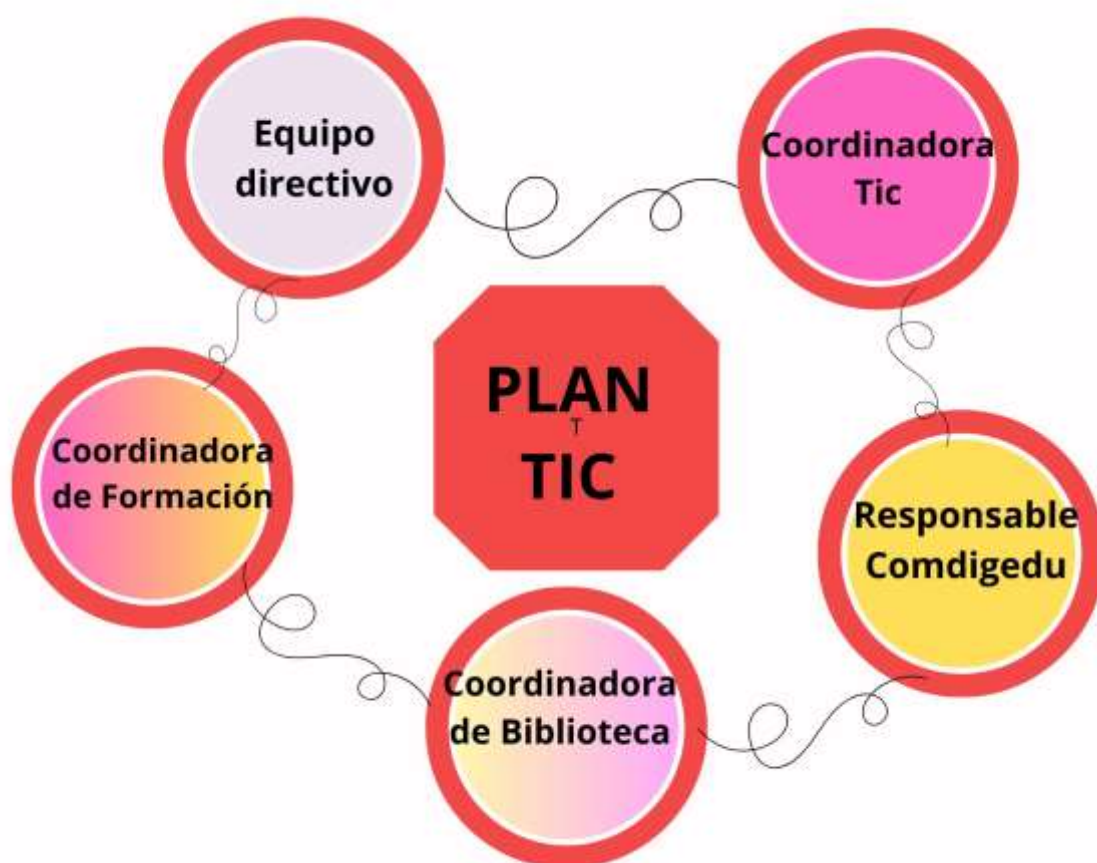 Equipo
directivo
Coordinadora
Tic
PLAN
T
TIC
Coordinadora
de Formación
Responsable
Comdigedu
Coordinadora
de Biblioteca